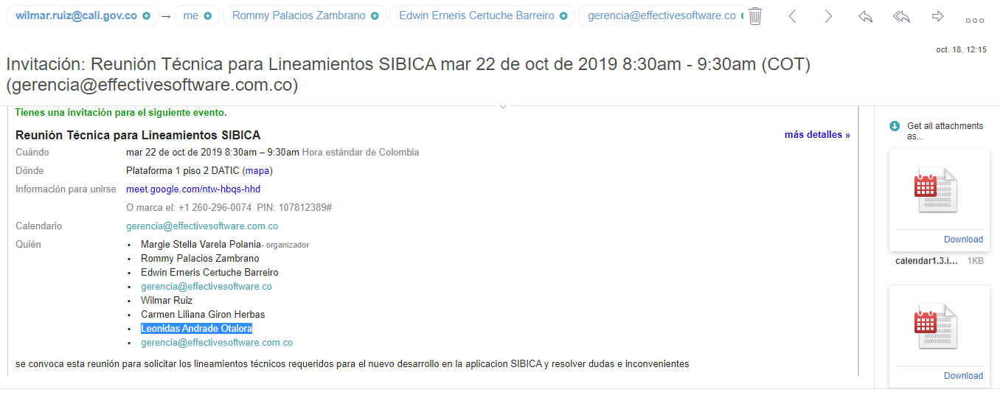 wilmar.ruiz@cali.gov.co → me Rommy Palacios Zambrano Edwin Erneris Certuche Barreiro gerencia@effectivesoftware.co
oct. 18, 12:15
Invitación: Reunión Técnica para Lineamientos SIBICA mar 22 de oct de 2019 8:30am - 9:30am (COT)
(gerencia@effectivesoftware.com.co)
Tienes una invitación para el siguiente evento.
Reunión Técnica para Lineamientos SIBICA
más detalles »
Cuándo mar 22 de oct de 2019 8:30am – 9:30am Hora estándar de Colombia
Dónde Plataforma 1 piso 2 DATIC (mapa)
Información para unirse meet.google.com/ntw-hbqs-hhd
O marca el: +1 260-296-0074 PIN: 107812389#
Calendario gerencia@effectivesoftware.com.co
Quién
• Margie Stella Varela Polania- organizador
• Rommy Palacios Zambrano
• Edwin Erneris Certuche Barreiro
• gerencia@effectivesoftware.co
• Wilmar Ruiz
• Carmen Liliana Giron Herbas
• Leonidas Andrade Otalora
• gerencia@effectivesoftware.com.co
se convoca esta reunión para solicitar los lineamientos técnicos requeridos para el nuevo desarrollo en la aplicacion SIBICA y resolver dudas e inconvenientes
Get all attachments
as...
Download
calendar1.3.i... 1KB
Download